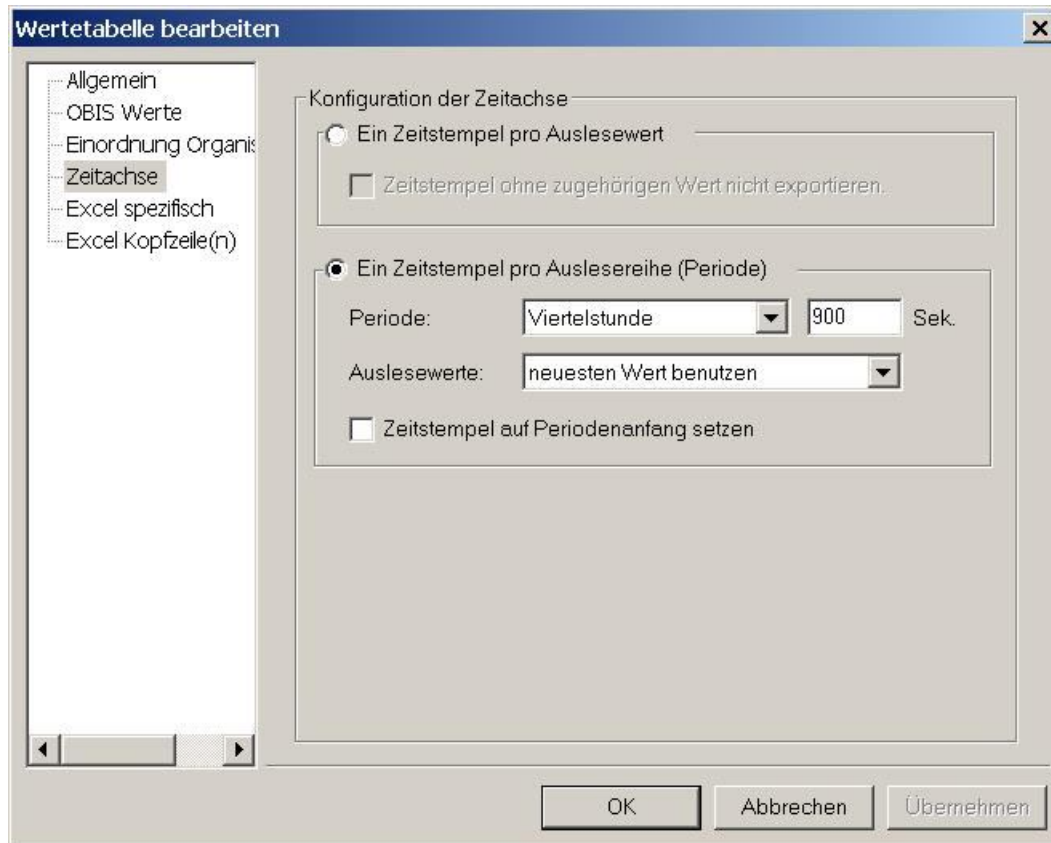 Wertetabelle bearbeiten
Allgemein
OBIS Werte
Einordnung Organis
Zeitachse
Excel spezifisch
Excel Kopfzeile(n)
Konfiguration der Zeitachse
Ein Zeitstempel pro Auslesewert
Zeitstempel ohne zugehörigen Wert nicht exportieren.
Ein Zeitstempel pro Auslesereihe (Periode)
Periode: Viertelstunde 900 Sek.
Auslesewerte: neuesten Wert benutzen
Zeitstempel auf Periodenanfang setzen
OK Abbrechen Übernehmen